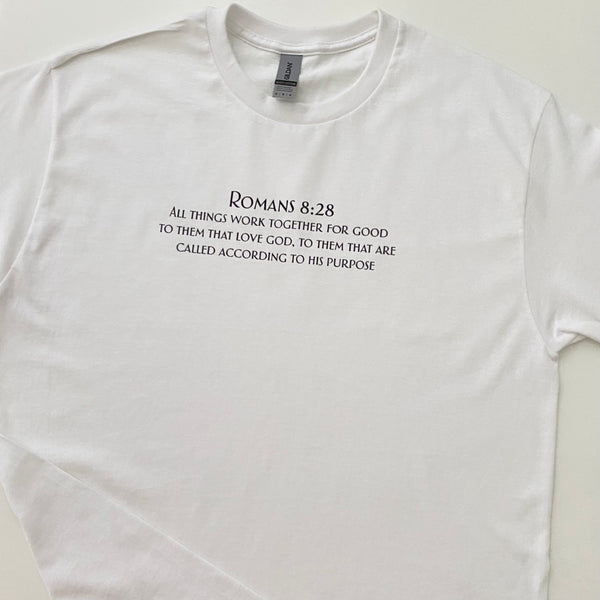 GILDAN
Romans 8:28
All things work together for good
to them that love God, to them that are
called according to his purpose